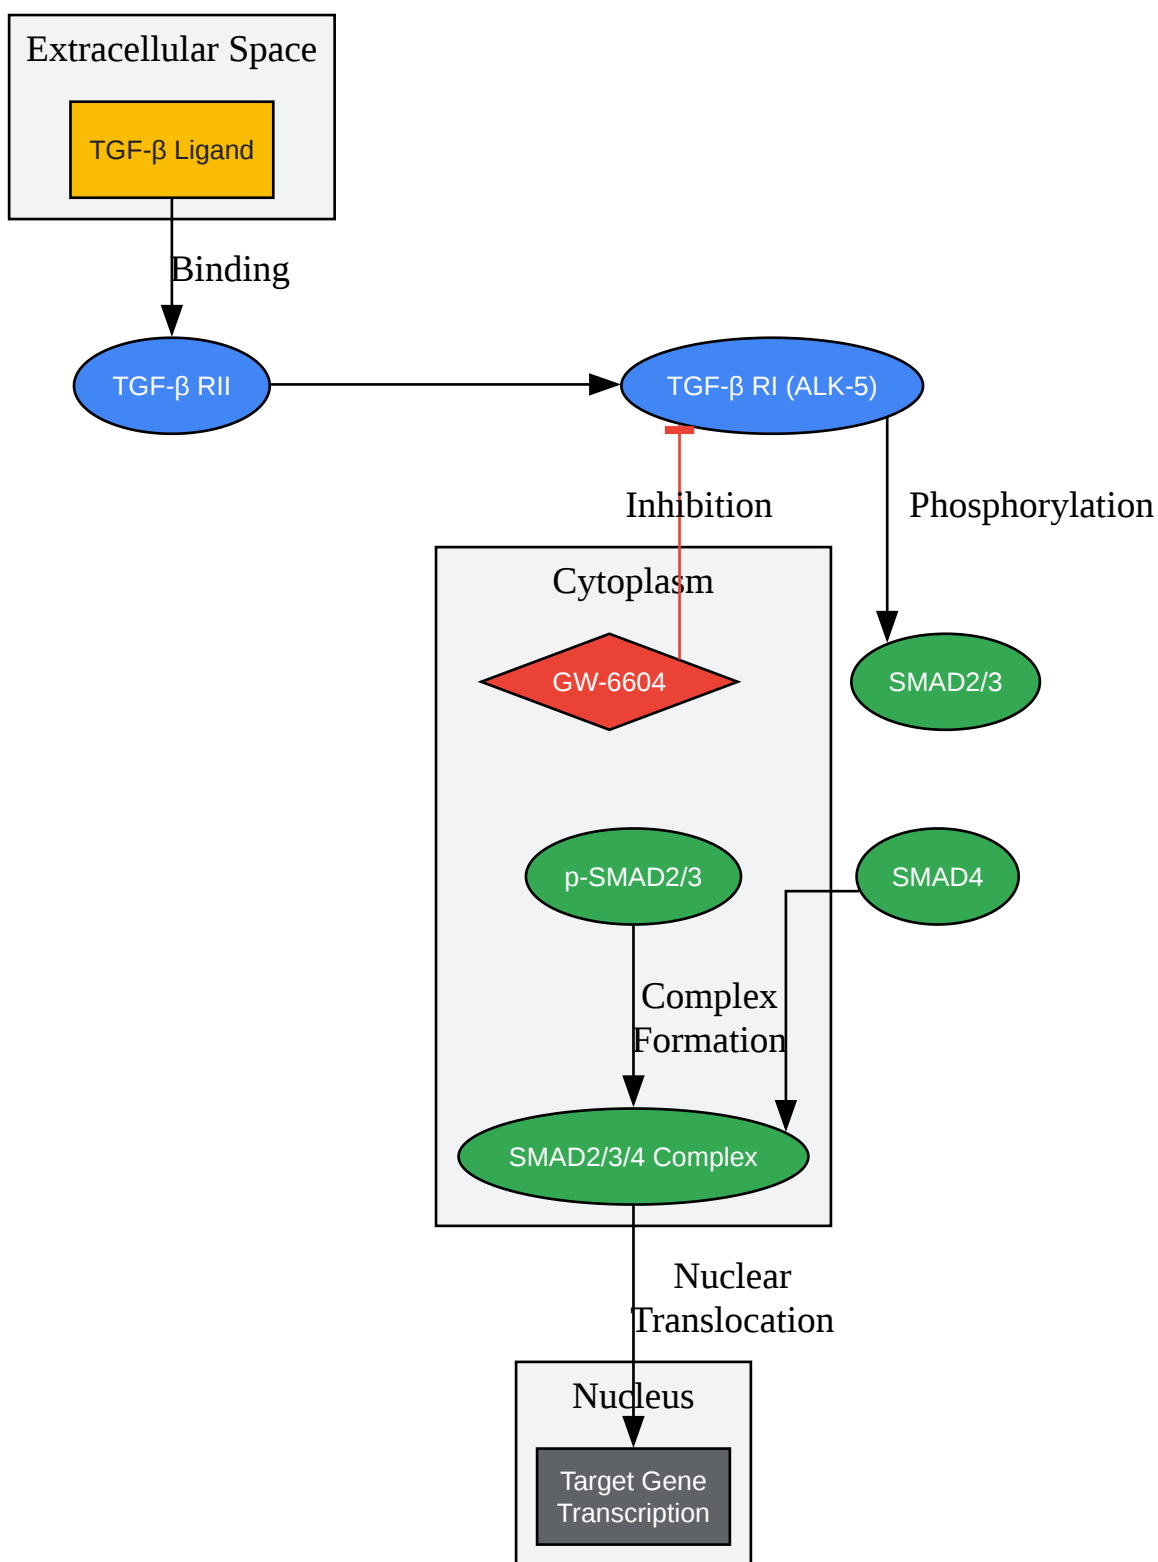 Extracellular Space
TGF-β Ligand
Binding
TGF-β RII
TGF-β RI (ALK-5)
Inhibition
Phosphorylation
Cytoplasm
GW-6604
SMAD2/3
p-SMAD2/3
SMAD4
Complex
Formation
SMAD2/3/4 Complex
Nuclear
Translocation
Nucleus
Target Gene
Transcription